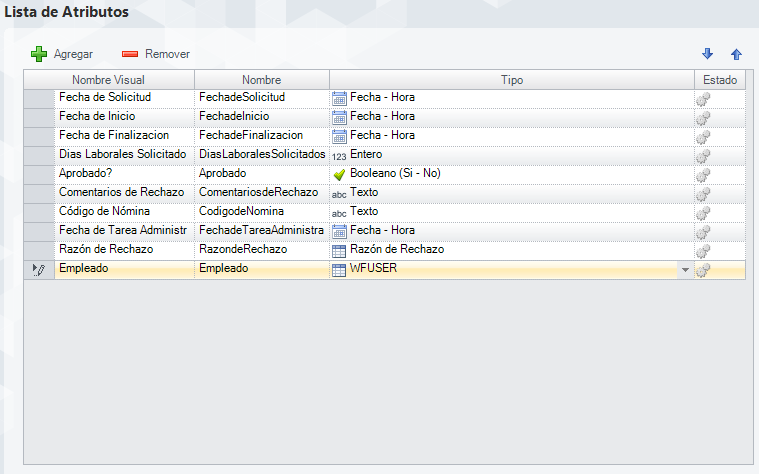 Lista de Atributos
Agregar Remover
Nombre Visual Nombre Tipo Estado
Fecha de Solicitud FechadeSolicitud Fecha - Hora
Fecha de Inicio FechadeInicio Fecha - Hora
Fecha de Finalizacion FechadeFinalizacion Fecha - Hora
Dias Laborales Solicitado DiasLaboralesSolicitados 123 Entero
Aprobado? Aprobado Booleano (Si - No)
Comentarios de Rechazo ComentariosdeRechazo abc Texto
Código de Nómina CodigodeNomina abc Texto
Fecha de Tarea Administr FechadeTareaAdministra Fecha - Hora
Razón de Rechazo RazondeRechazo Razón de Rechazo
Empleado Empleado WFUSER